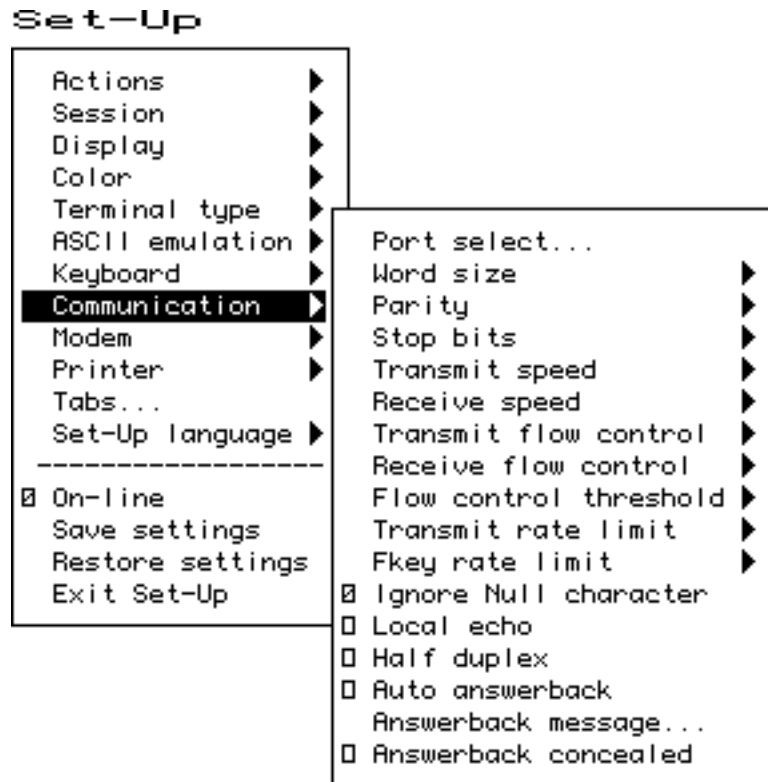 Set-Up
Actions
Session
Display
Color
Terminal type
ASCII emulation
Keyboard
Communication
Modem
Printer
Tabs...
Set-Up language
------------------
On-line
Save settings
Restore settings
Exit Set-Up
Port select...
Word size
Parity
Stop bits
Transmit speed
Receive speed
Transmit flow control
Receive flow control
Flow control threshold
Transmit rate limit
Fkey rate limit
Ignore Null character
Local echo
Half duplex
Auto answerback
Answerback message...
Answerback concealed